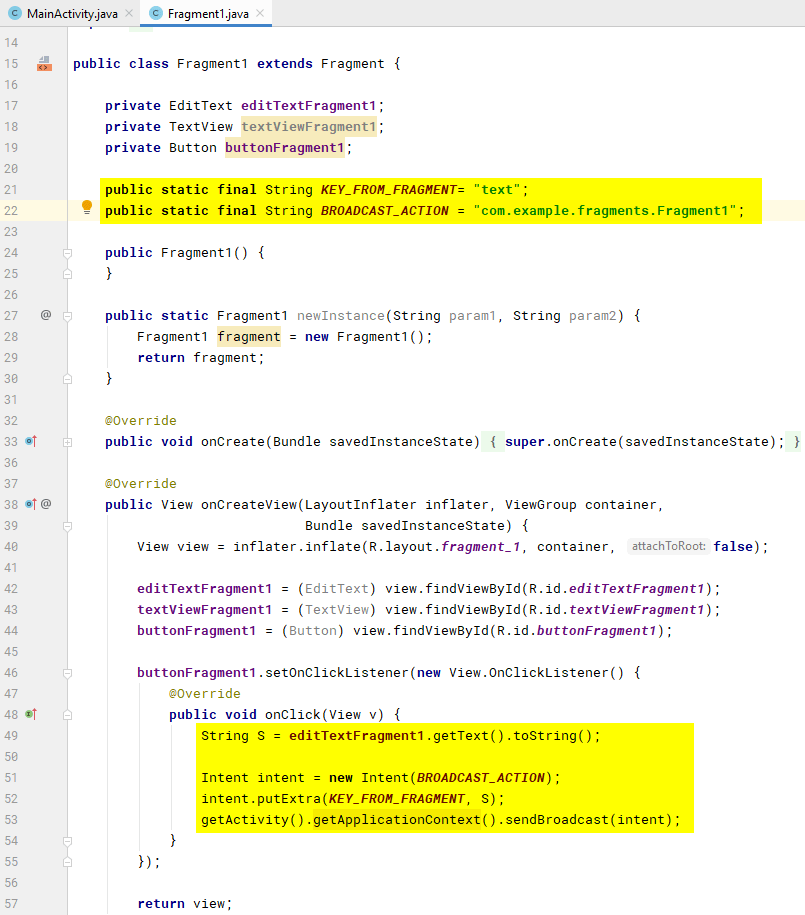 MainActivity.java × Fragment1.java ×
14
15 public class Fragment1 extends Fragment {
16
17 private EditText editTextFragment1;
18 private TextView textViewFragment1;
19 private Button buttonFragment1;
20
21 public static final String KEY_FROM_FRAGMENT= "text";
22 public static final String BROADCAST_ACTION = "com.example.fragments.Fragment1";
23
24 public Fragment1() {
25 }
26
27 @ public static Fragment1 newInstance(String param1, String param2) {
28 Fragment1 fragment = new Fragment1();
29 return fragment;
30 }
31
32 @Override
33 public void onCreate(Bundle savedInstanceState) { super.onCreate(savedInstanceState); }
36
37 @Override
38 @ public View onCreateView(LayoutInflater inflater, ViewGroup container,
39 Bundle savedInstanceState) {
40 View view = inflater.inflate(R.layout.fragment_1, container, attachToRoot: false);
41
42 editTextFragment1 = (EditText) view.findViewById(R.id.editTextFragment1);
43 textViewFragment1 = (TextView) view.findViewById(R.id.textViewFragment1);
44 buttonFragment1 = (Button) view.findViewById(R.id.buttonFragment1);
45
46 buttonFragment1.setOnClickListener(new View.OnClickListener() {
47 @Override
48 public void onClick(View v) {
49 String S = editTextFragment1.getText().toString();
50
51 Intent intent = new Intent(BROADCAST_ACTION);
52 intent.putExtra(KEY_FROM_FRAGMENT, S);
53 getActivity().getApplicationContext().sendBroadcast(intent);
54 }
55 });
56
57 return view;